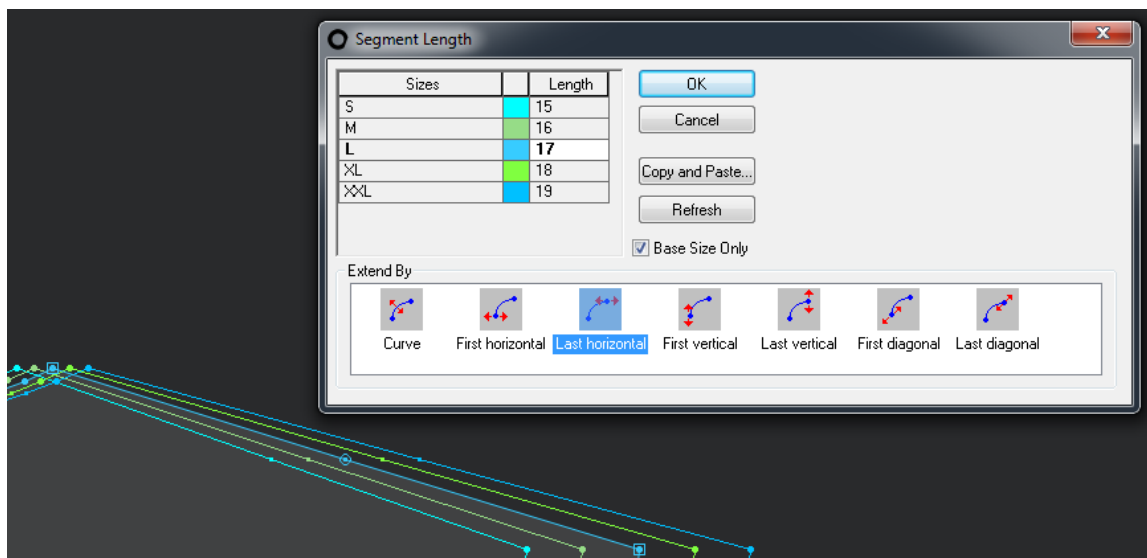 Segment Length
Sizes Length
S 15
M 16
L 17
XL 18
XXL 19
OK
Cancel
Copy and Paste...
Refresh
Base Size Only
Extend By
Curve First horizontal Last horizontal First vertical Last vertical First diagonal Last diagonal